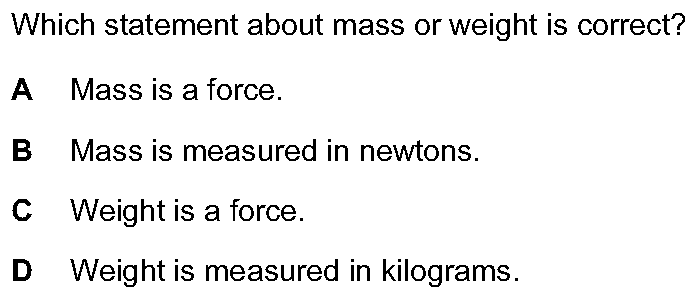 Which statement about mass or weight is correct?
A Mass is a force.
B Mass is measured in newtons.
C Weight is a force.
D Weight is measured in kilograms.